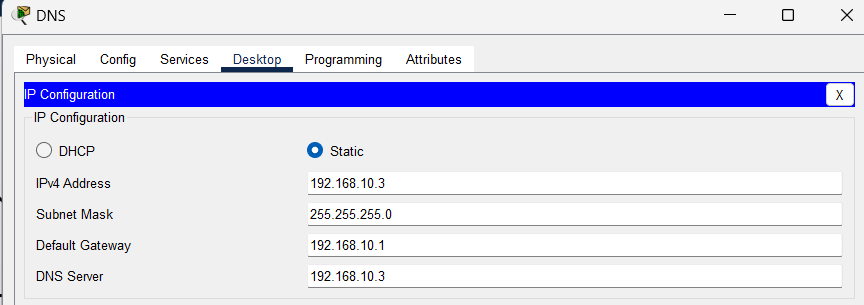 DNS
Physical Config Services Desktop Programming Attributes
IP Configuration X
IP Configuration
DHCP Static
IPv4 Address 192.168.10.3
Subnet Mask 255.255.255.0
Default Gateway 192.168.10.1
DNS Server 192.168.10.3